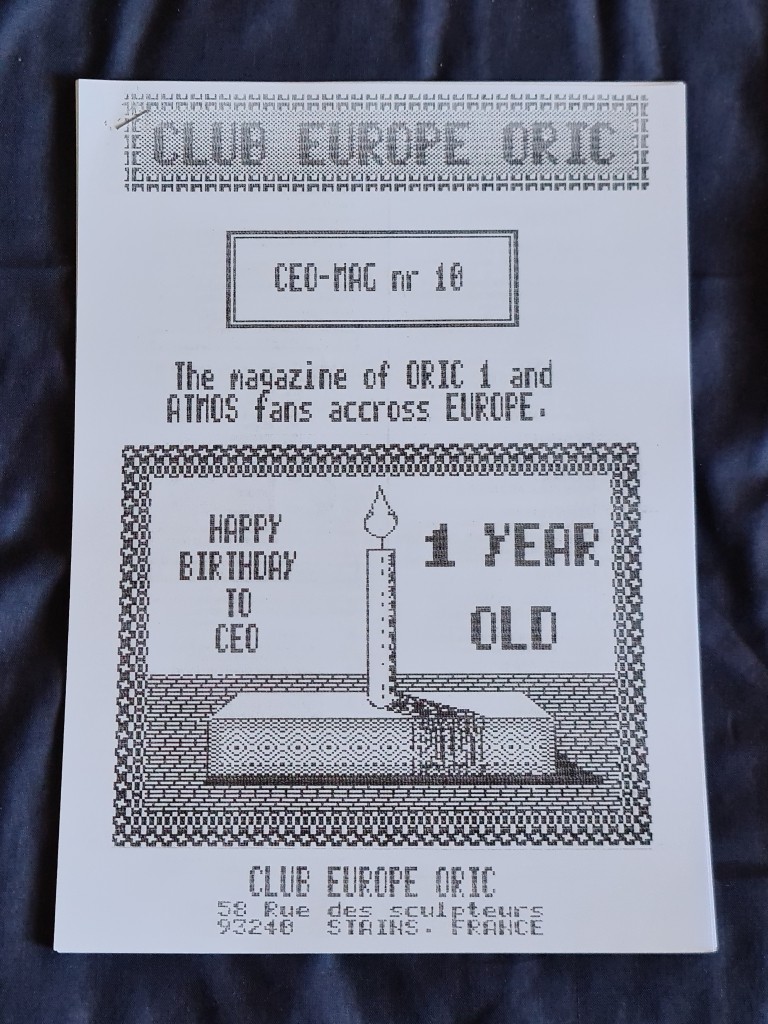 CLUB EUROPE ORIC
CEO-MAG nr 10
The magazine of ORIC 1 and
ATMOS fans accross EUROPE.
HAPPY
BIRTHDAY
TO
CEO
1 YEAR
OLD
CLUB EUROPE ORIC
58 Rue des sculpteurs
93240 STAINS. FRANCE